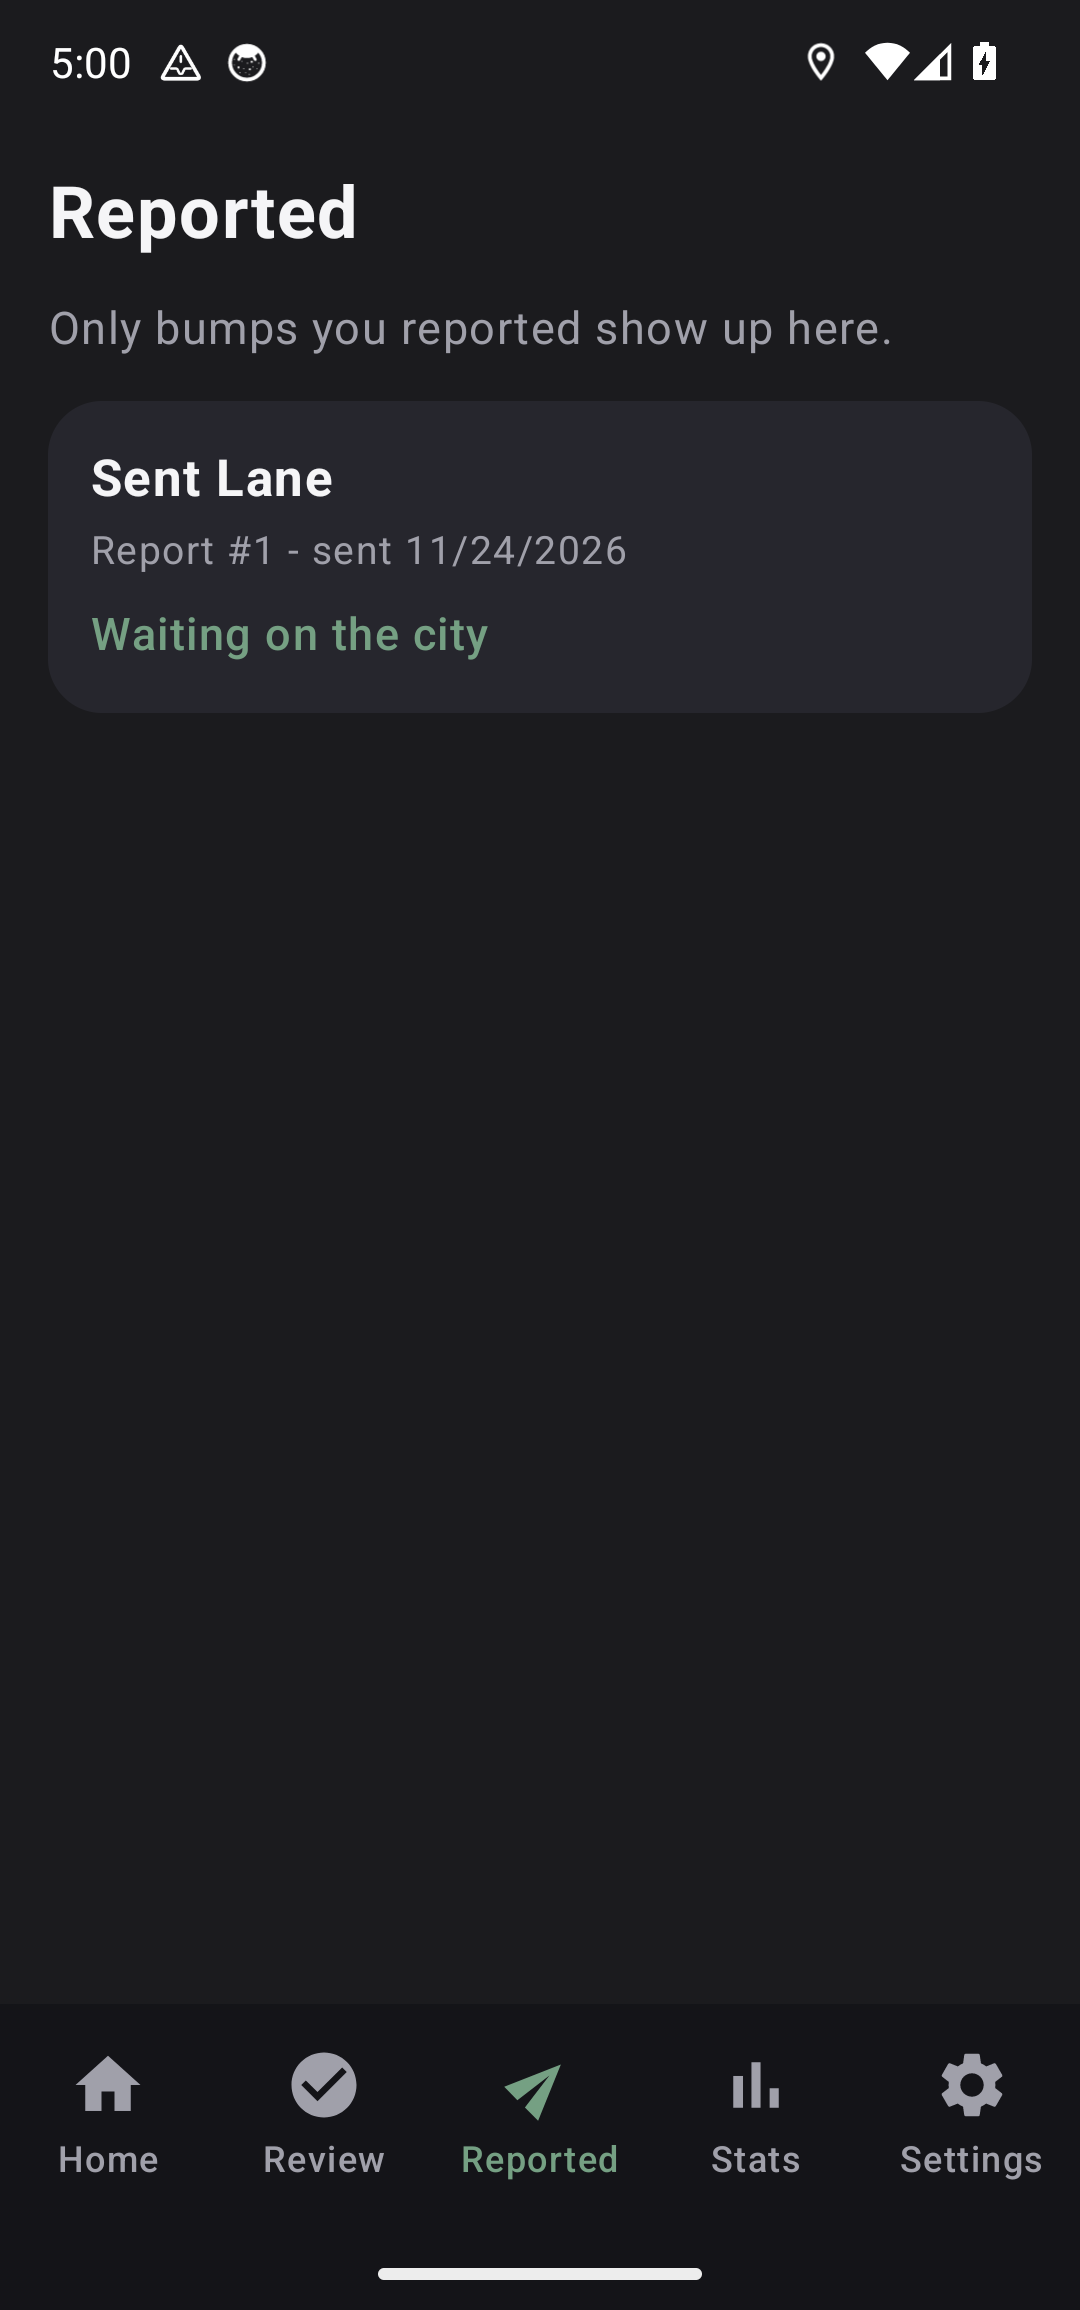 5:00
Reported
Only bumps you reported show up here.
Sent Lane
Report #1 - sent 11/24/2026
Waiting on the city
Home
Review
Reported
Stats
Settings